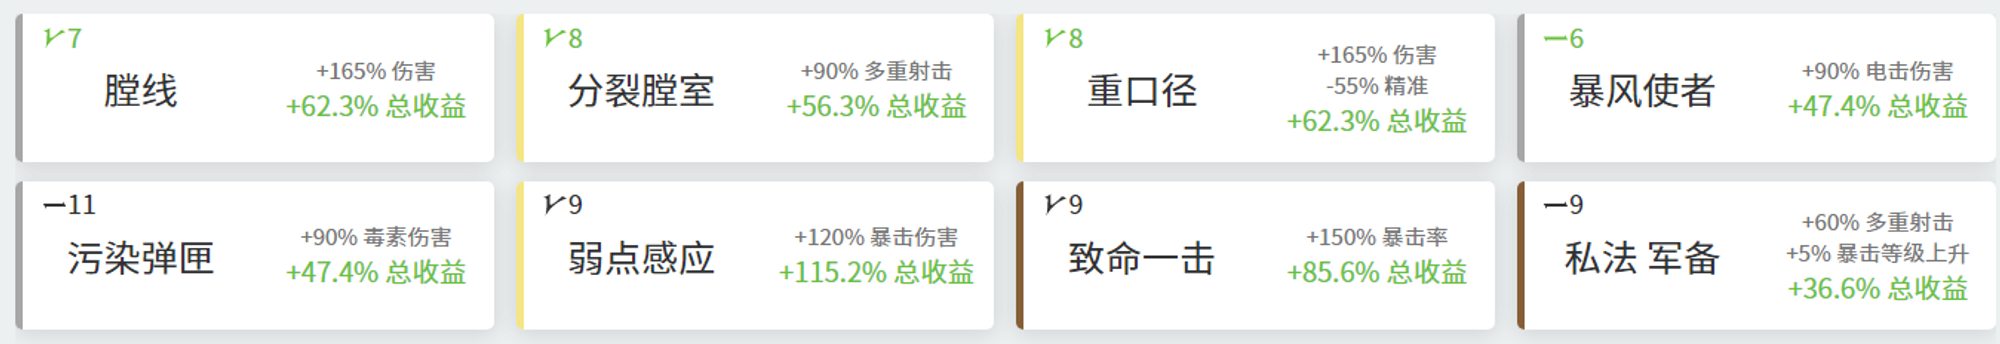 7
膛线
+165% 伤害
+62.3% 总收益
8
分裂膛室
+90% 多重射击
+56.3% 总收益
8
重口径
+165% 伤害
-55% 精准
+62.3% 总收益
6
暴风使者
+90% 电击伤害
+47.4% 总收益
11
污染弹匣
+90% 毒素伤害
+47.4% 总收益
9
弱点感应
+120% 暴击伤害
+115.2% 总收益
9
致命一击
+150% 暴击率
+85.6% 总收益
9
私法 军备
+60% 多重射击
+5% 暴击等级上升
+36.6% 总收益